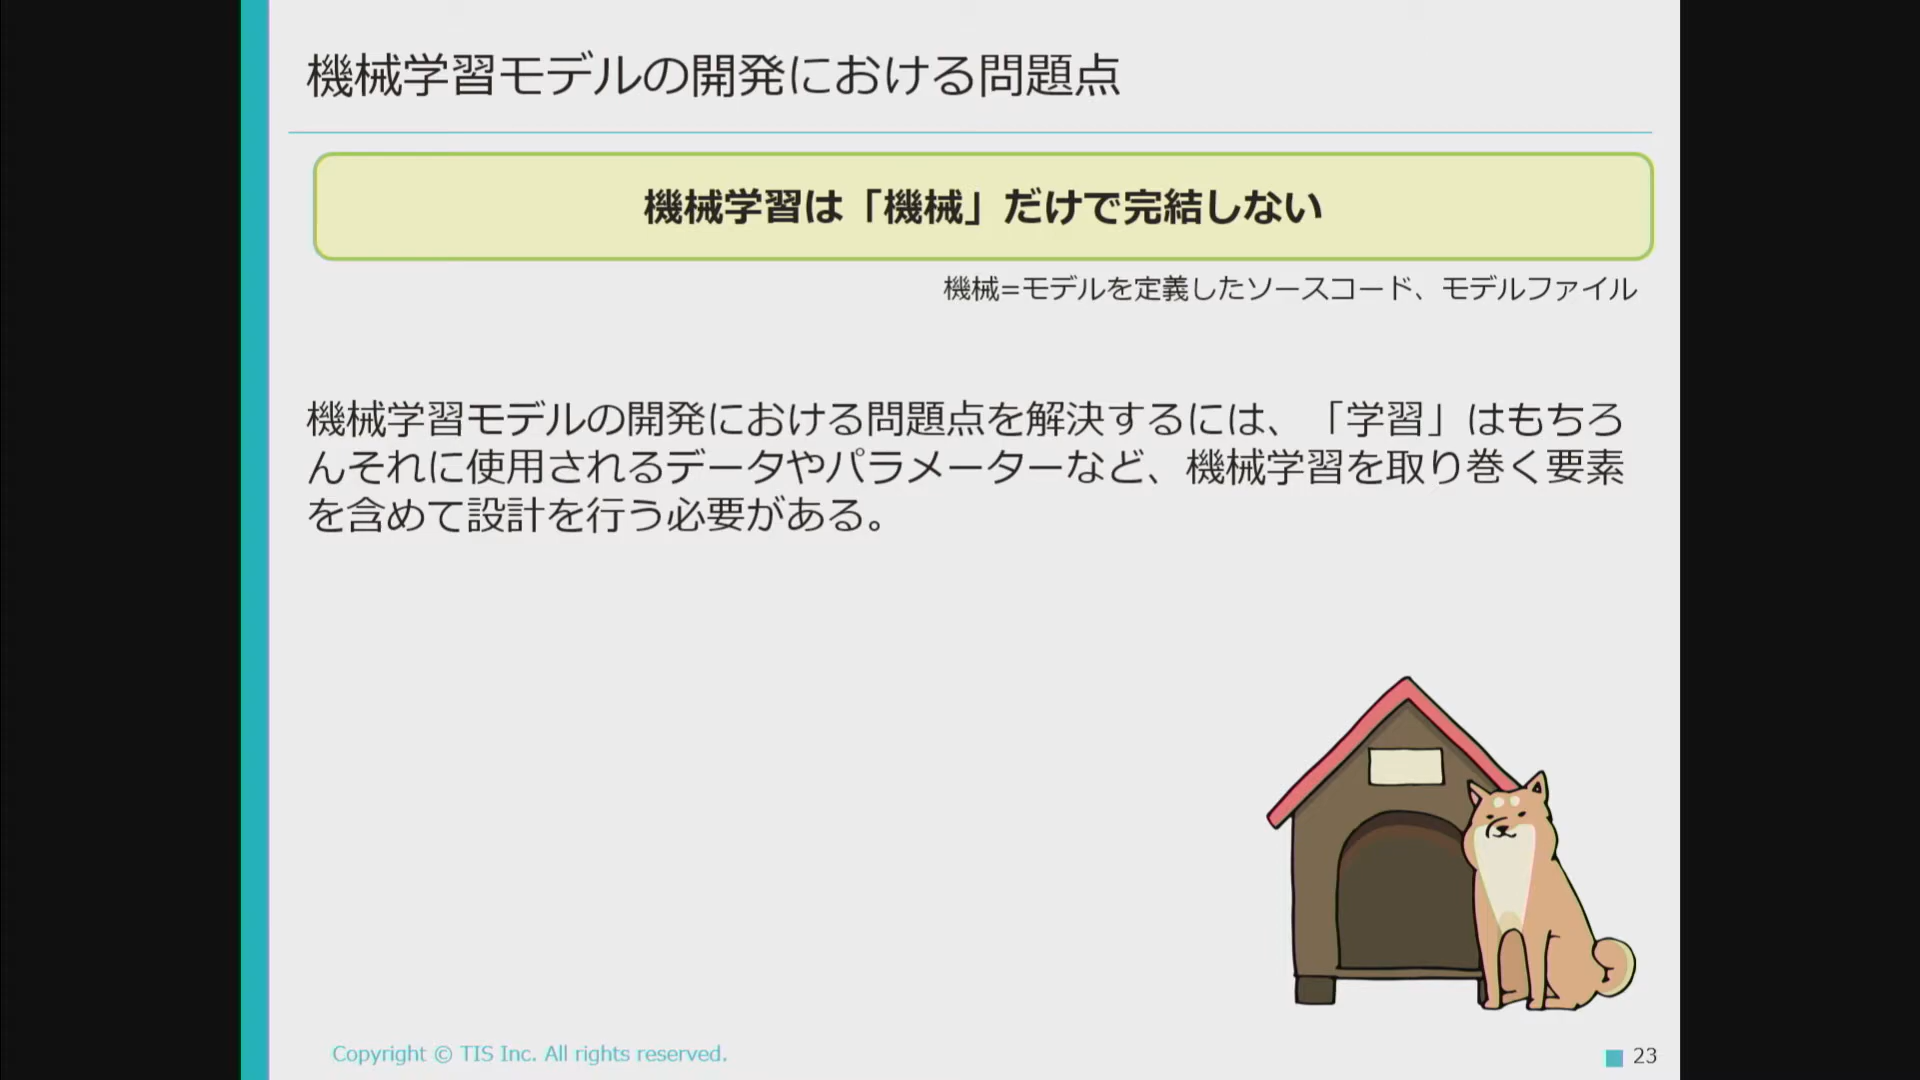 機械学習モデルの開発における問題点
機械学習は「機械」だけで完結しない
機械=モデルを定義したソースコード、モデルファイル
機械学習モデルの開発における問題点を解決するには、「学習」はもちろ
んそれに使用されるデータやパラメーターなど、機械学習を取り巻く要素
を含めて設計を行う必要がある。
Copyright © TIS Inc. All rights reserved.
23